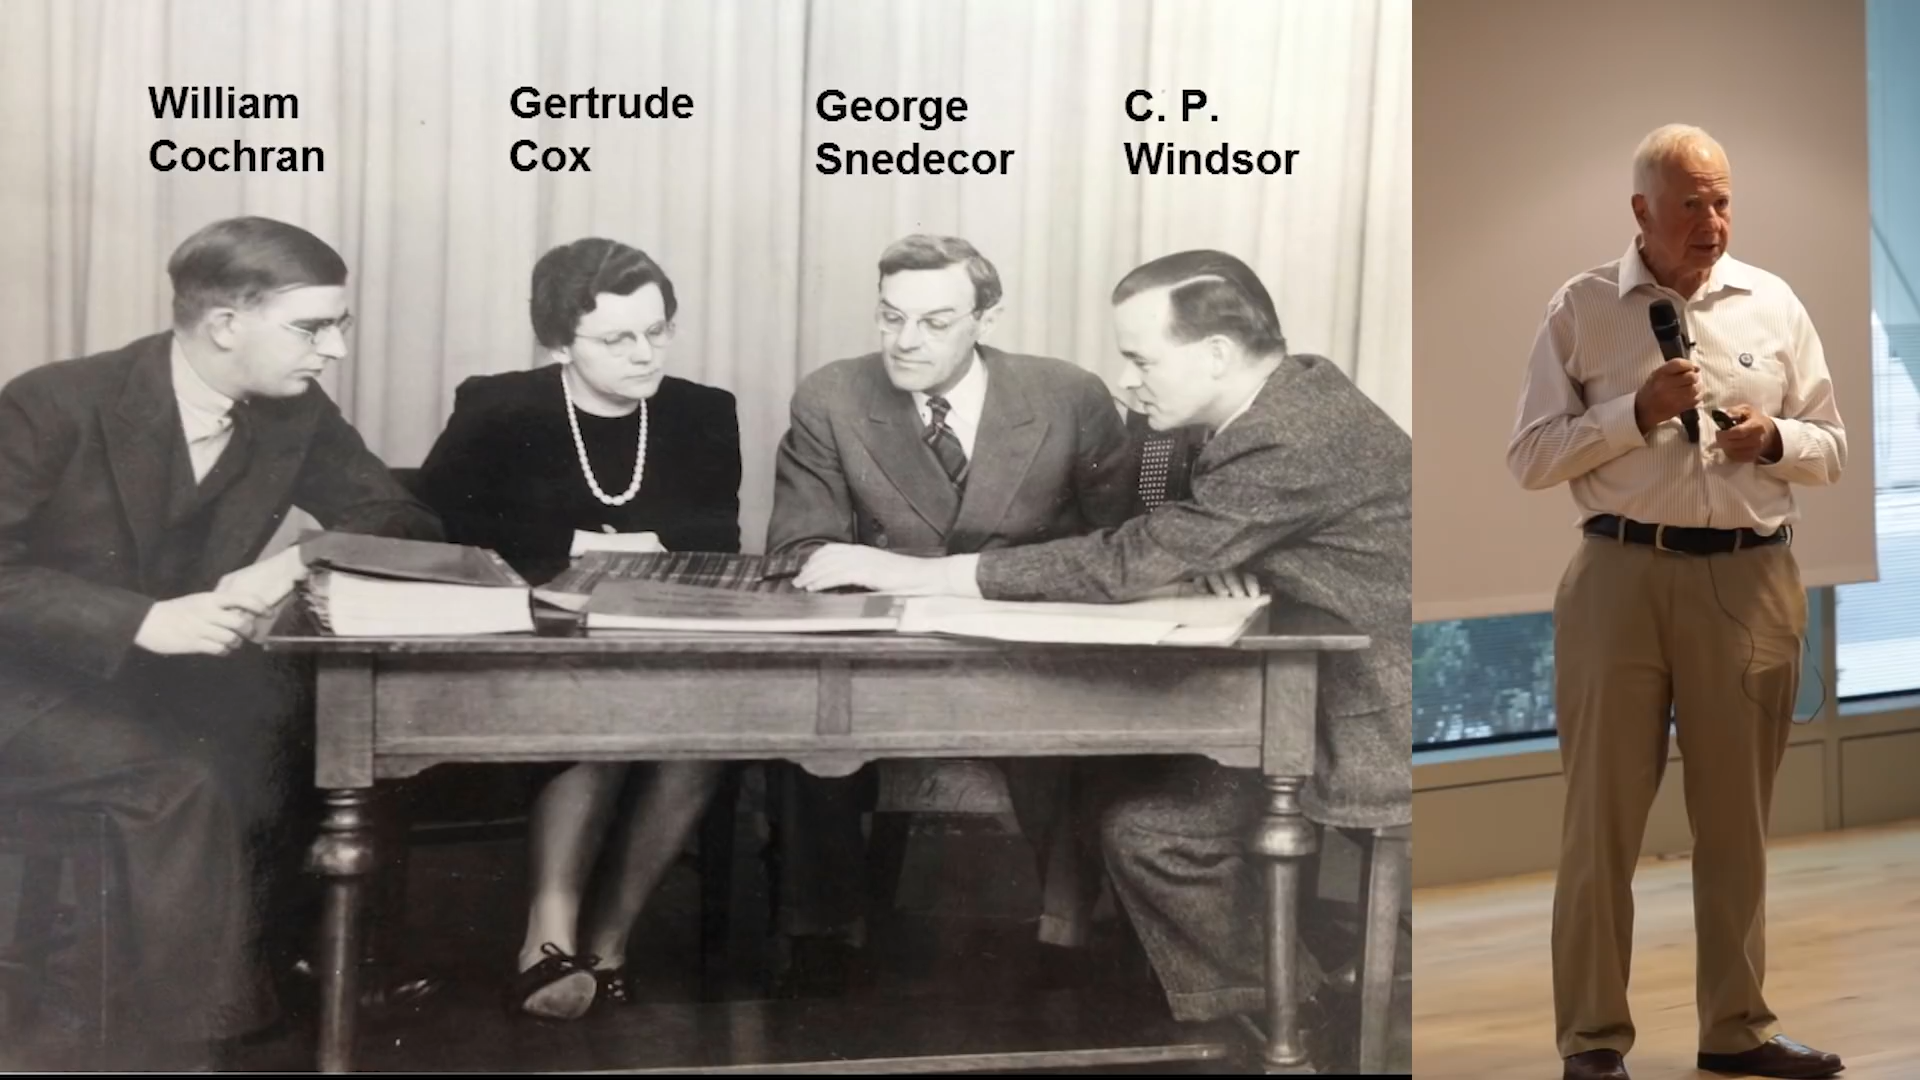 William
Cochran
Gertrude
Cox
George
Snedecor
C. P.
Windsor